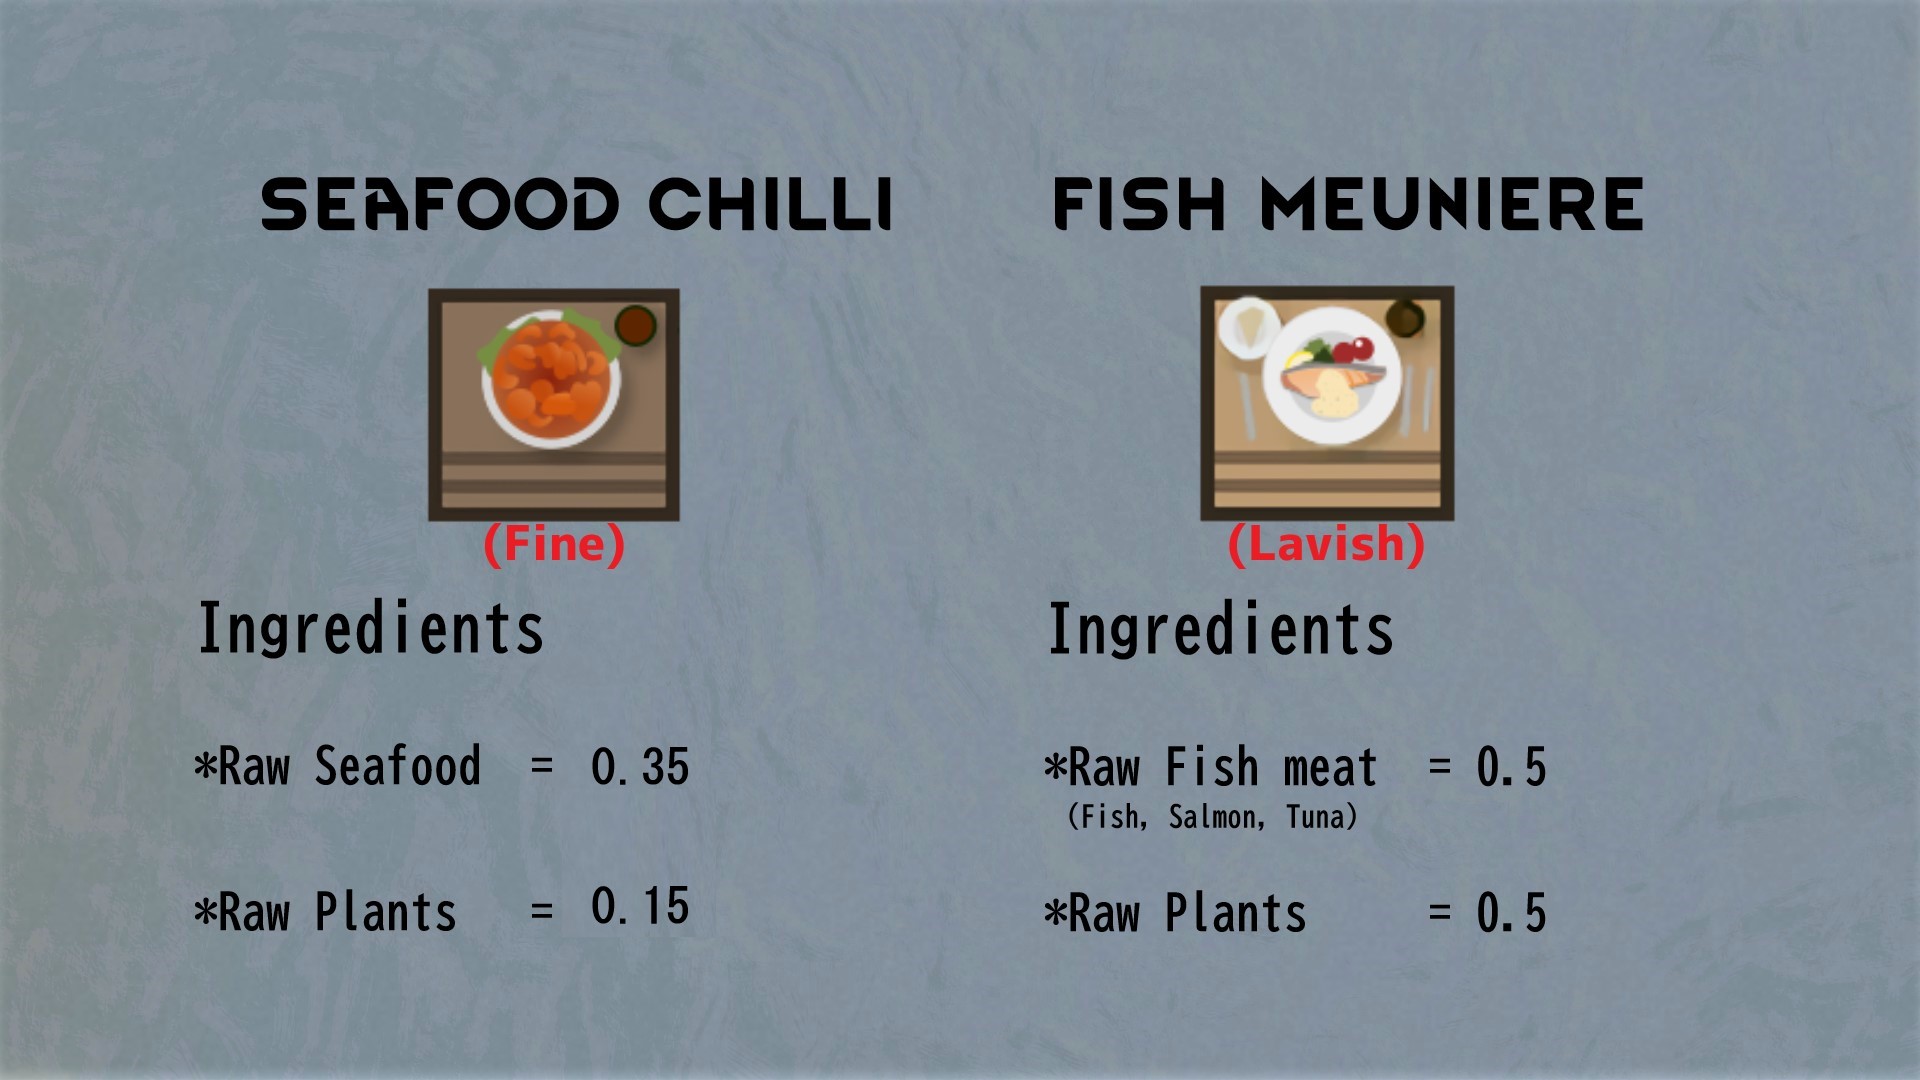 SEAFOOD CHILLI
(Fine)
Ingredients
*Raw Seafood = 0.35
*Raw Plants = 0.15
FISH MEUNIERE
(Lavish)
Ingredients
*Raw Fish meat = 0.5
(Fish, Salmon, Tuna)
*Raw Plants = 0.5